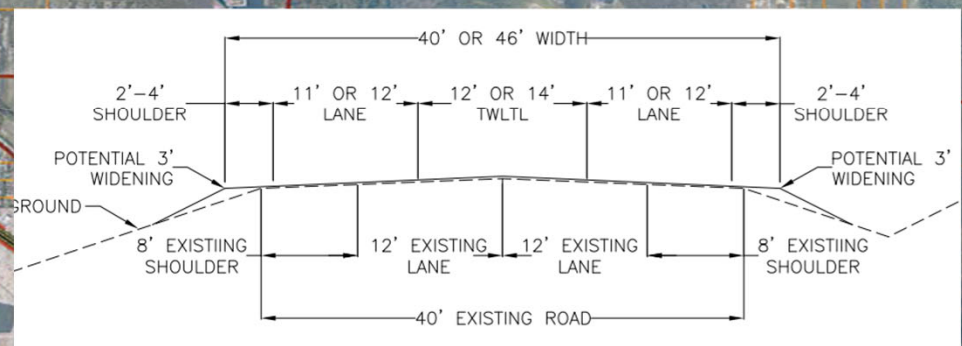 40' OR 46' WIDTH
2'-4' SHOULDER
11' OR 12' LANE
12' OR 14' TWLTL
11' OR 12' LANE
2'-4' SHOULDER
POTENTIAL 3'
WIDENING
POTENTIAL 3'
WIDENING
GROUND
8' EXISTIING
SHOULDER
12' EXISTING
LANE
12' EXISTING
LANE
8' EXISTIING
SHOULDER
40' EXISTING ROAD